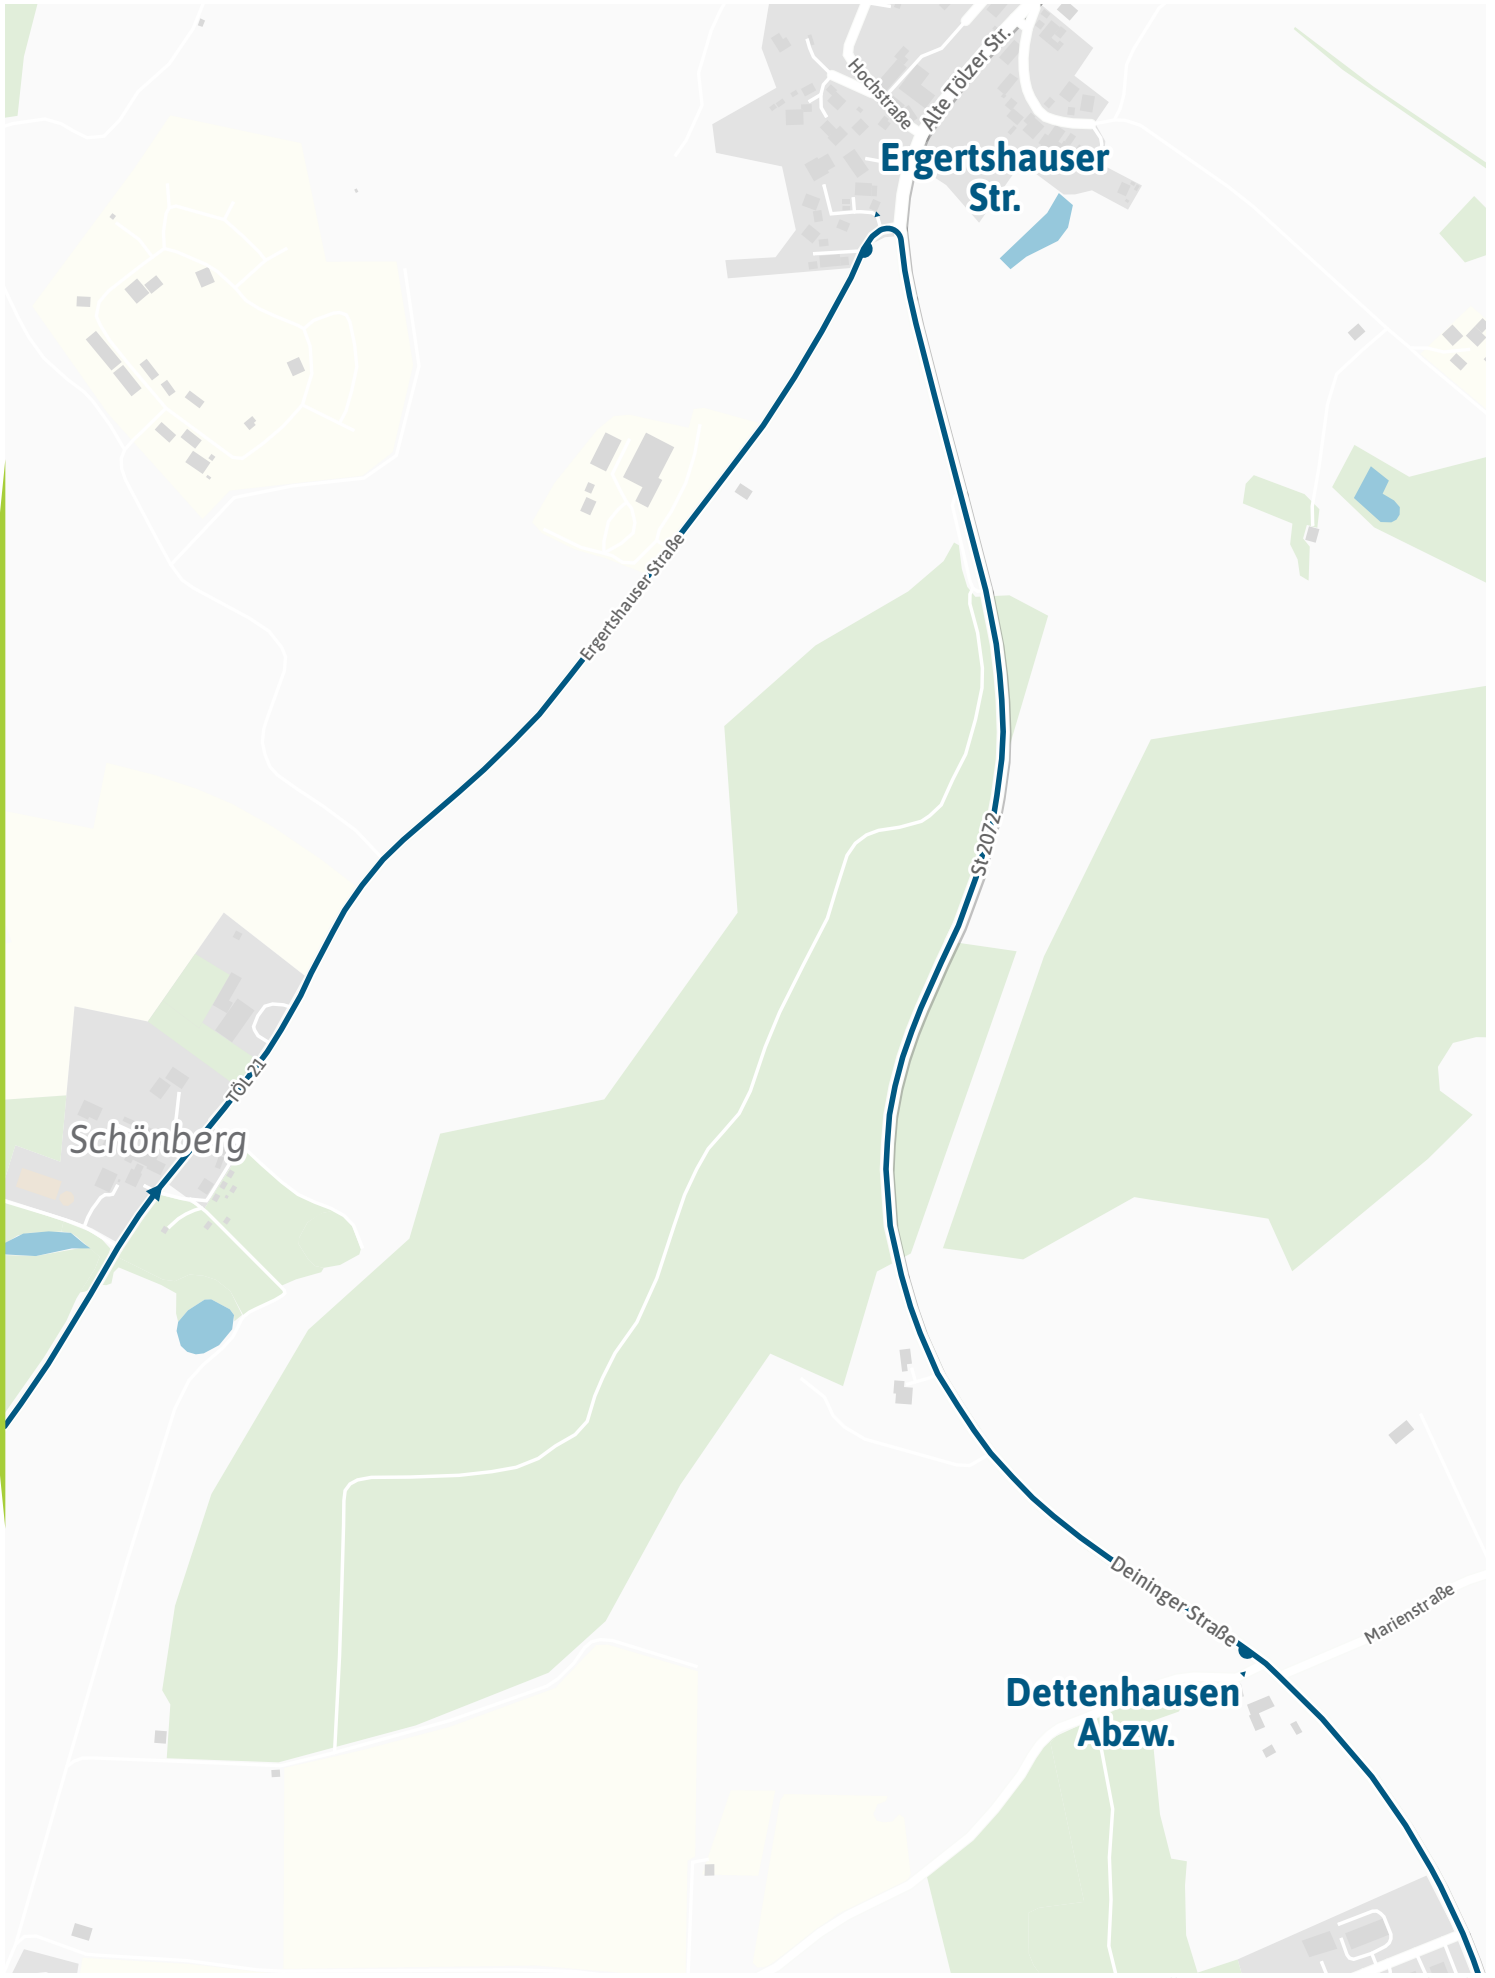 Hochstraße
Alte Tölzer Str.
Ergertshauser
Str.
Ergertshauser Straße
St 2072
TÖL 21
Schönberg
Deininger Straße
Marienstraße
Dettenhausen
Abzw.